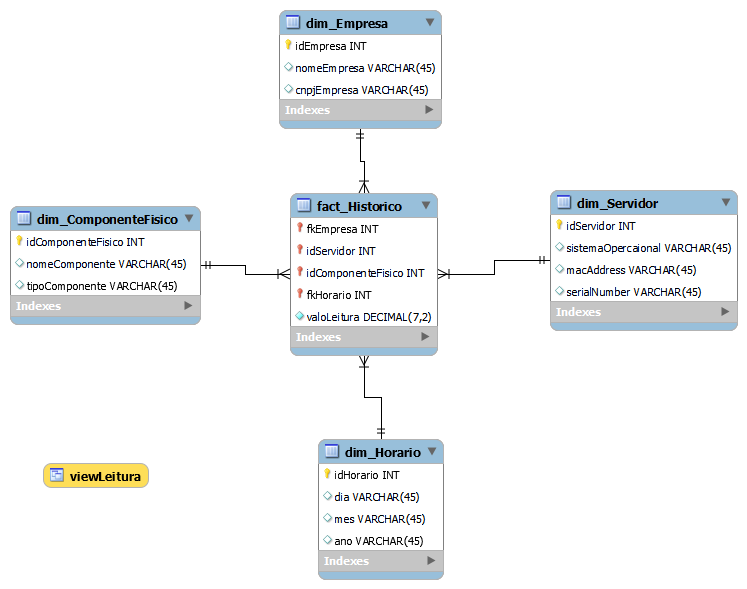 dim_Empresa
idEmpresa INT
nomeEmpresa VARCHAR(45)
cnpjEmpresa VARCHAR(45)
Indexes
dim_ComponenteFisico
idComponenteFisico INT
nomeComponente VARCHAR(45)
tipoComponente VARCHAR(45)
Indexes
fact_Historico
fkEmpresa INT
idServidor INT
idComponenteFisico INT
fkHorario INT
valoLeitura DECIMAL(7,2)
Indexes
dim_Servidor
idServidor INT
sistemaOpercaional VARCHAR(45)
macAddress VARCHAR(45)
serialNumber VARCHAR(45)
Indexes
dim_Horario
idHorario INT
dia VARCHAR(45)
mes VARCHAR(45)
ano VARCHAR(45)
Indexes
viewLeitura